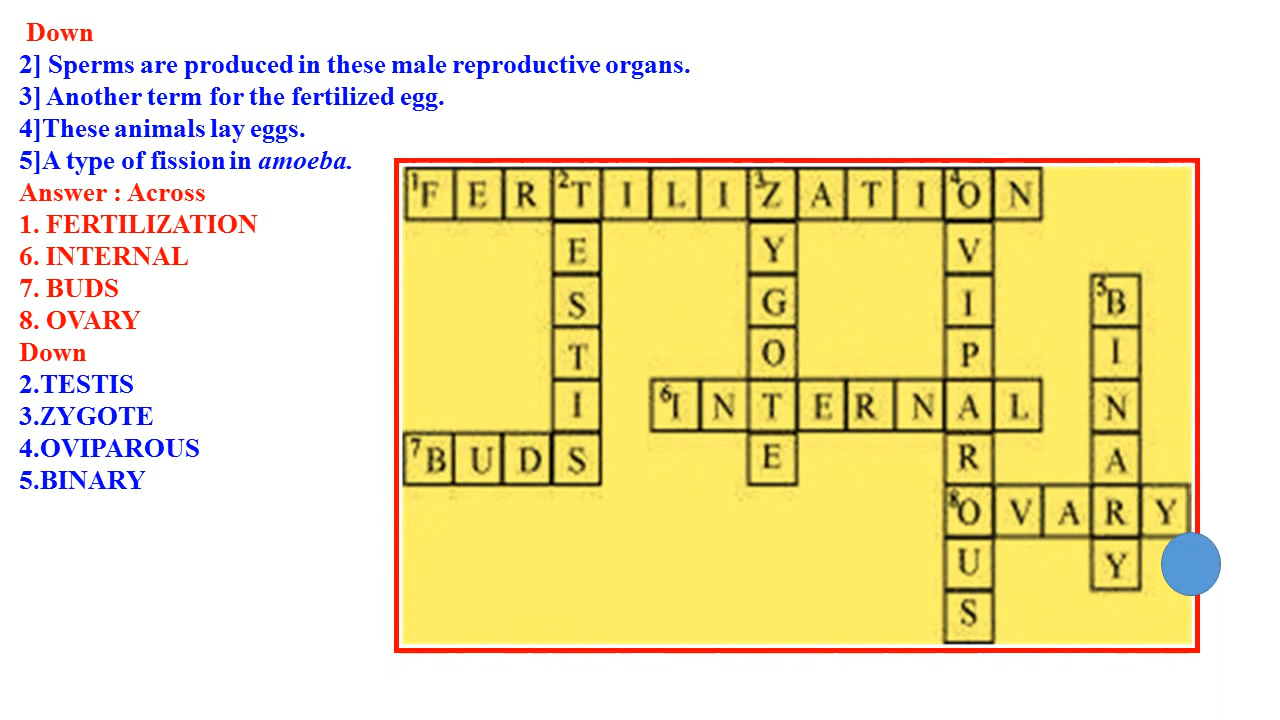 Down
2] Sperms are produced in these male reproductive organs.
3] Another term for the fertilized egg.
4]These animals lay eggs.
5]A type of fission in amoeba.
Answer : Across
1. FERTILIZATION
6. INTERNAL
7. BUDS
8. OVARY
Down
2.TESTIS
3.ZYGOTE
4.OVIPAROUS
5.BINARY
1F E R 2T I L I 3Z A T I 4O N
E Y V
S G I 5B
T O P I
I 6I N T E R N A L N
7B U D S E R A
8O V A R Y
U Y
S